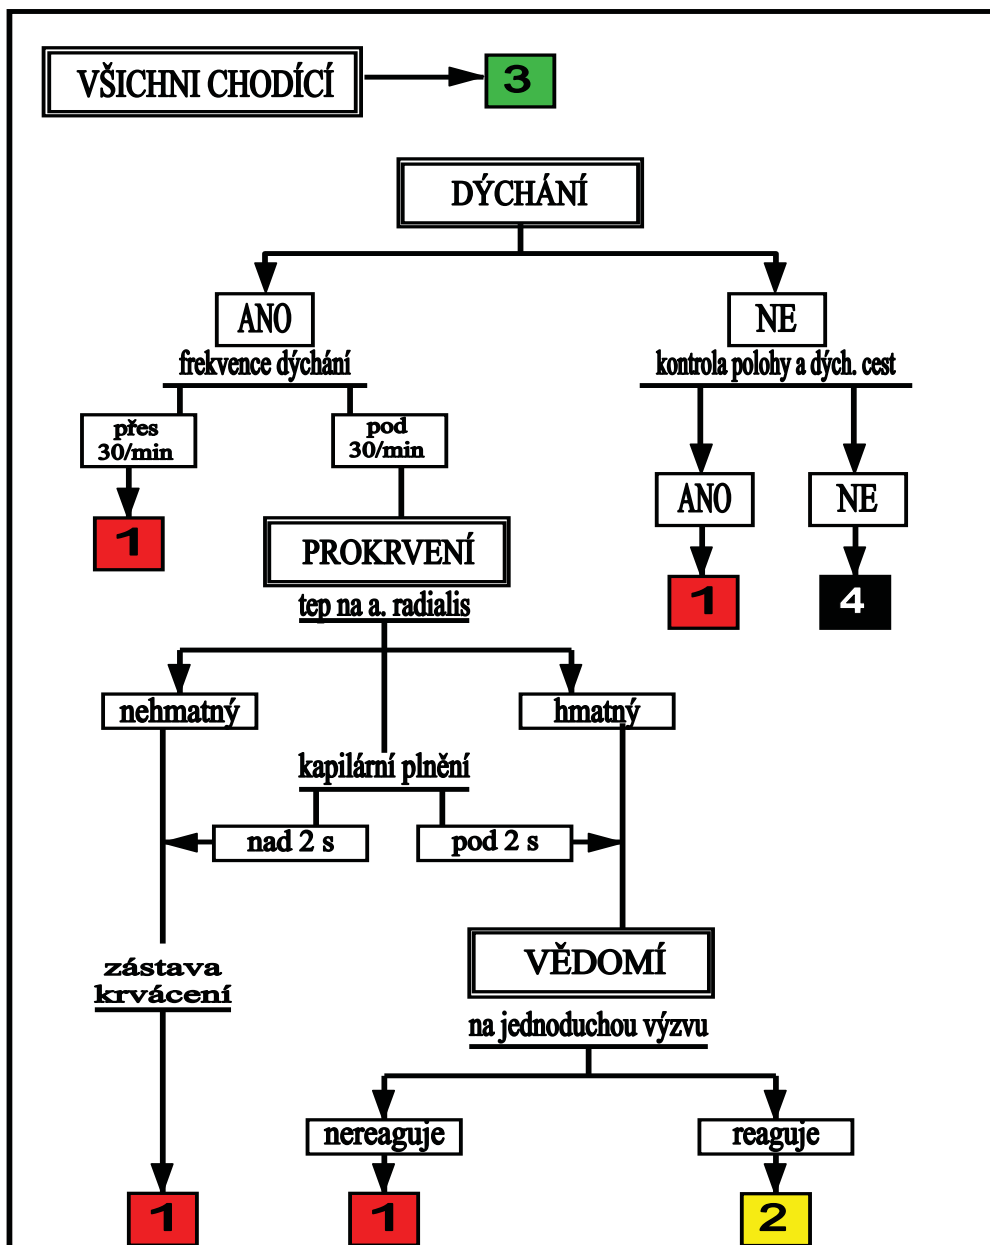 VŠICHNI CHODÍCÍ
3
DÝCHÁNÍ
ANO
NE
frekvence dýchání
kontrola polohy a dých. cest
přes
30/min
pod
30/min
ANO
NE
1
PROKRVENÍ
1
4
tep na a. radialis
nehmatný
hmatný
kapilární plnění
nad 2 s
pod 2 s
zástava
krvácení
VĚDOMÍ
na jednoduchou výzvu
nereaguje
reaguje
1
1
2